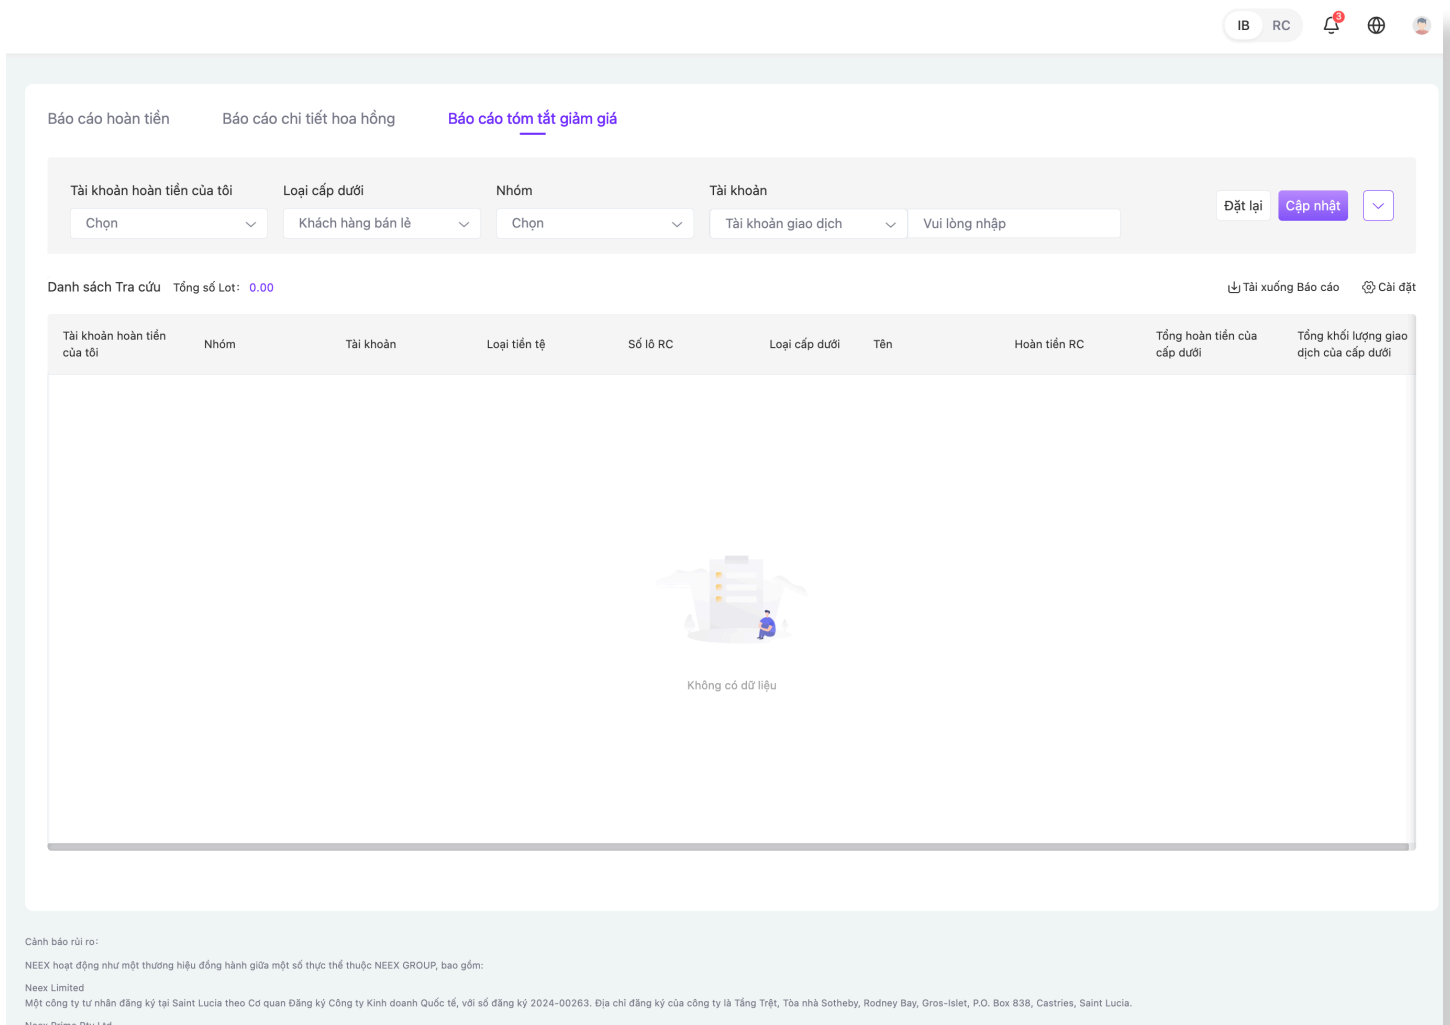 IB RC 3
Báo cáo hoàn tiền Báo cáo chi tiết hoa hồng Báo cáo tóm tắt giảm giá
Tài khoản hoàn tiền của tôi Loại cấp dưới Nhóm Tài khoản
Chọn Khách hàng bán lẻ Chọn Tài khoản giao dịch Vui lòng nhập Đặt lại Cập nhật
Danh sách Tra cứu Tổng số Lot: 0.00 Tải xuống Báo cáo Cài đặt
Tài khoản hoàn tiền của tôi Nhóm Tài khoản Loại tiền tệ Số lô RC Loại cấp dưới Tên Hoàn tiền RC Tổng hoàn tiền của cấp dưới Tổng khối lượng giao dịch của cấp dưới
Không có dữ liệu
Cảnh báo rủi ro:
NEEX hoạt động như một thương hiệu đồng hành giữa một số thực thể thuộc NEEX GROUP, bao gồm:
Neex Limited
Một công ty tư nhân đăng ký tại Saint Lucia theo Cơ quan Đăng ký Công ty Kinh doanh Quốc tế, với số đăng ký 2024-00263. Địa chỉ đăng ký của công ty là Tầng Trệt, Tòa nhà Sotheby, Rodney Bay, Gros-Islet, P.O. Box 838, Castries, Saint Lucia.
Neex Prime Pty Ltd